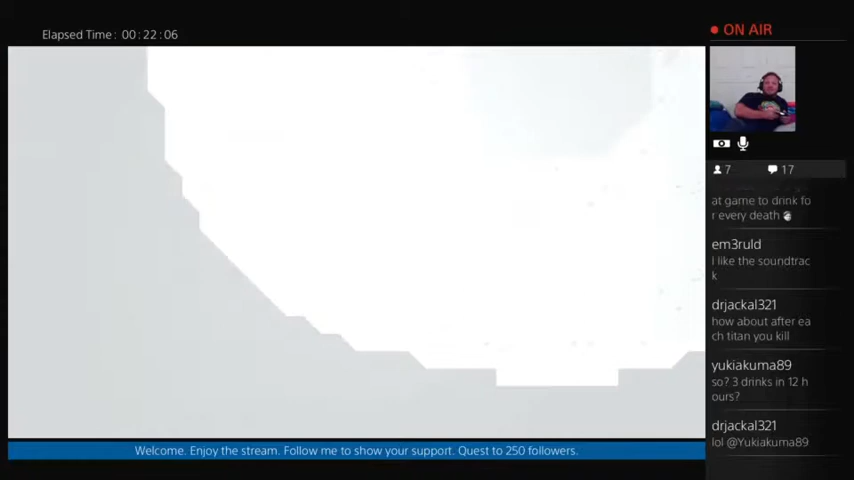 Elapsed Time: 00:22:06
ON AIR
7
17
at game to drink fo
r every death
em3ruld
I like the soundtrac
k
drjackal321
how about after ea
ch titan you kill
yukiakuma89
so? 3 drinks in 12 h
ours?
drjackal321
lol @Yukiakuma89
Welcome. Enjoy the stream. Follow me to show your support. Quest to 250 followers.